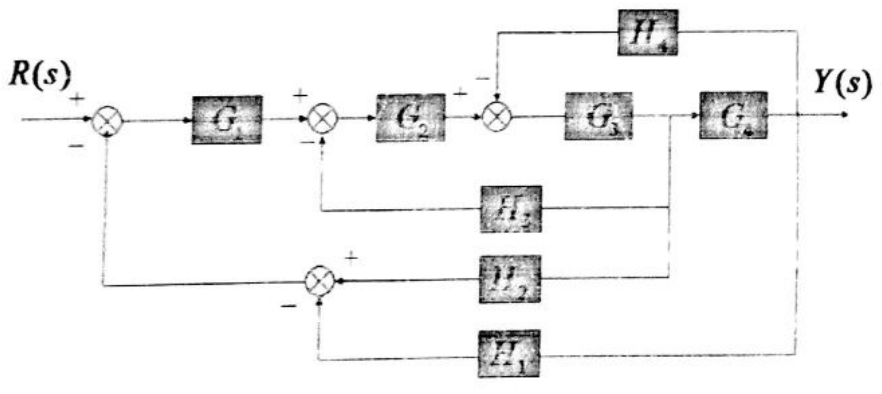 H₄
R(s)
Y(s)
+
−
G₁
+
−
G₂
+
−
G₃
G₄
H₃
+
−
H₂
H₁